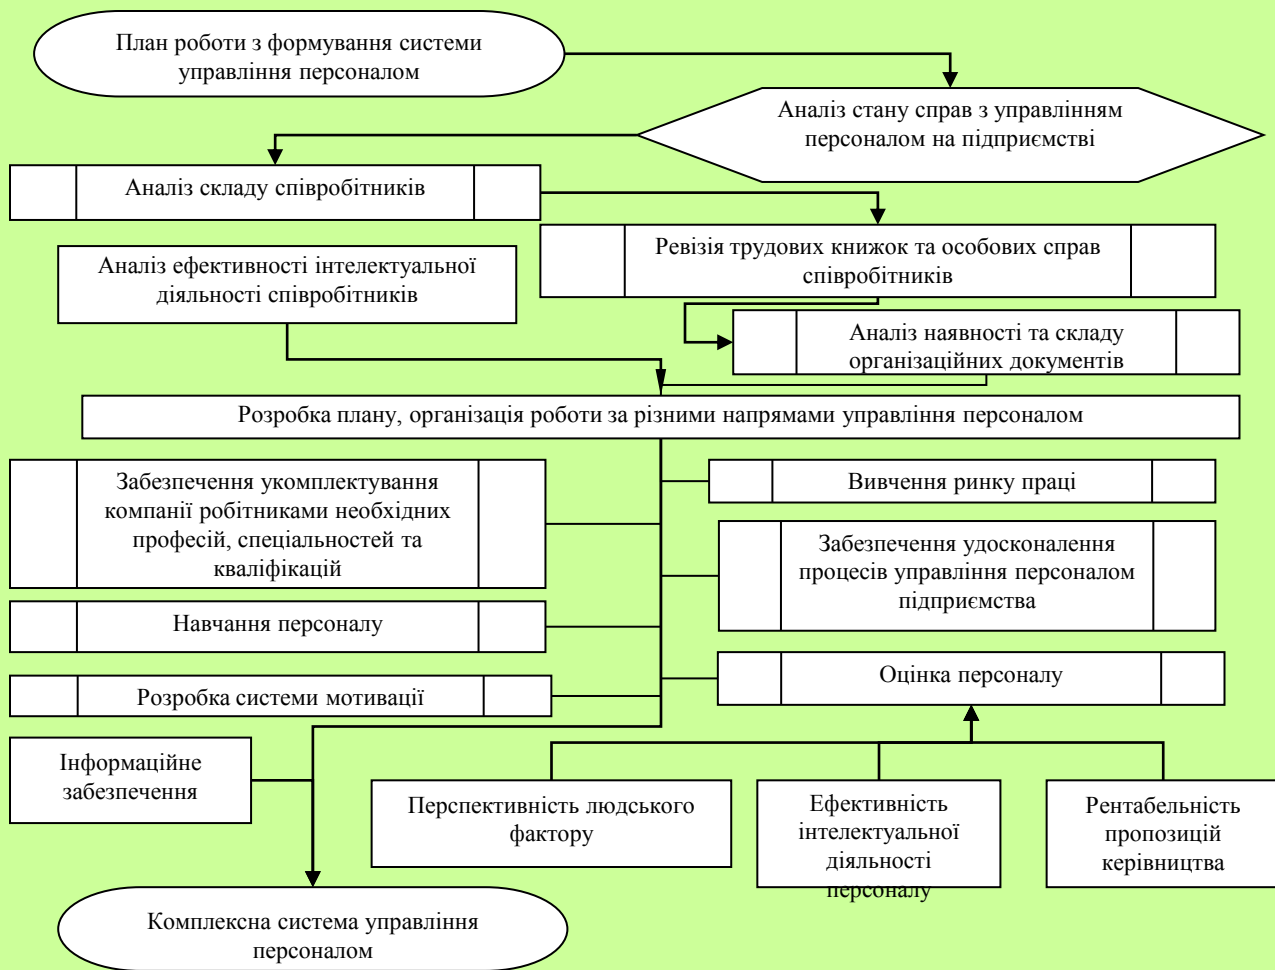 План роботи з формування системи
управління персоналом
Аналіз стану справ з управлінням
персоналом на підприємстві
Аналіз складу співробітників
Ревізія трудових книжок та особових справ
співробітників
Аналіз ефективності інтелектуальної
діяльності співробітників
Аналіз наявності та складу
організаційних документів
Розробка плану, організація роботи за різними напрямами управління персоналом
Забезпечення укомплектування
компанії робітниками необхідних
професій, спеціальностей та
кваліфікацій
Вивчення ринку праці
Забезпечення удосконалення
процесів управління персоналом
підприємства
Навчання персоналу
Оцінка персоналу
Розробка системи мотивації
Інформаційне
забезпечення
Перспективність людського
фактору
Ефективність
інтелектуальної
діяльності
персоналу
Рентабельність
пропозицій
керівництва
Комплексна система управління
персоналом